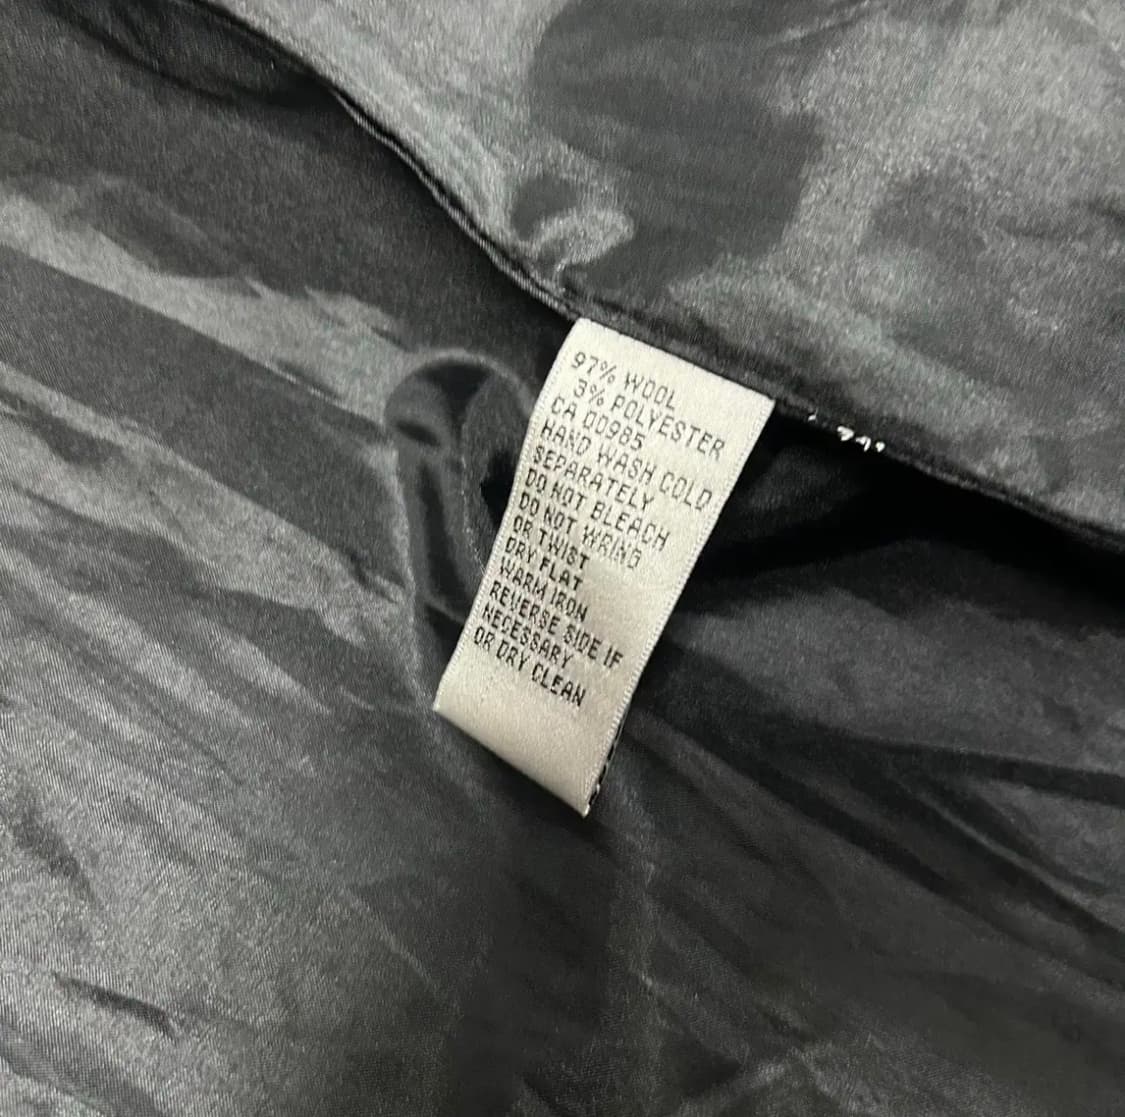 97% WOOL
3% POLYESTER
CA 00985
HAND WASH COLD
SEPARATELY
DO NOT BLEACH
DO NOT WRING
OR TWIST
DRY FLAT
WARM IRON
REVERSE SIDE IF
NECESSARY
OR DRY CLEAN